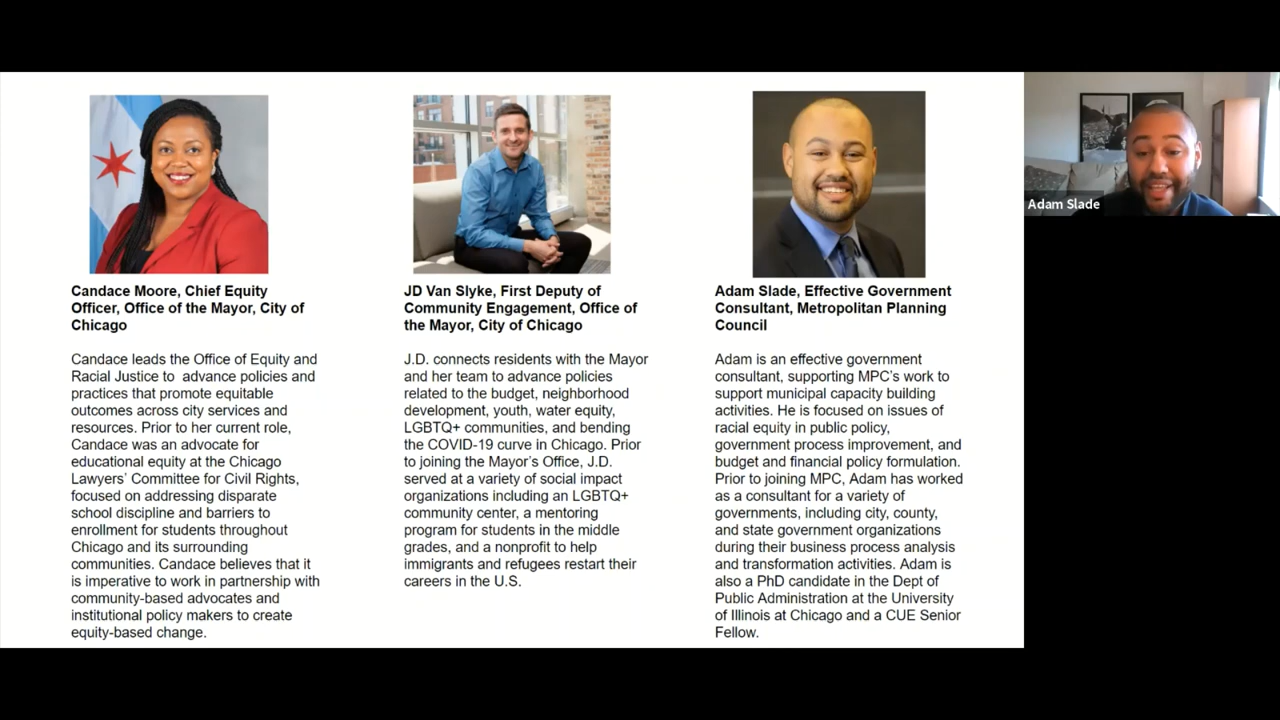 Candace Moore, Chief Equity
Officer, Office of the Mayor, City of
Chicago
Candace leads the Office of Equity and
Racial Justice to advance policies and
practices that promote equitable
outcomes across city services and
resources. Prior to her current role,
Candace was an advocate for
educational equity at the Chicago
Lawyers' Committee for Civil Rights,
focused on addressing disparate
school discipline and barriers to
enrollment for students throughout
Chicago and its surrounding
communities. Candace believes that it
is imperative to work in partnership with
community-based advocates and
institutional policy makers to create
equity-based change.
JD Van Slyke, First Deputy of
Community Engagement, Office of
the Mayor, City of Chicago
J.D. connects residents with the Mayor
and her team to advance policies
related to the budget, neighborhood
development, youth, water equity,
LGBTQ+ communities, and bending
the COVID-19 curve in Chicago. Prior
to joining the Mayor's Office, J.D.
served at a variety of social impact
organizations including an LGBTQ+
community center, a mentoring
program for students in the middle
grades, and a nonprofit to help
immigrants and refugees restart their
careers in the U.S.
Adam Slade, Effective Government
Consultant, Metropolitan Planning
Council
Adam is an effective government
consultant, supporting MPC's work to
support municipal capacity building
activities. He is focused on issues of
racial equity in public policy,
government process improvement, and
budget and financial policy formulation.
Prior to joining MPC, Adam has worked
as a consultant for a variety of
governments, including city, county,
and state government organizations
during their business process analysis
and transformation activities. Adam is
also a PhD candidate in the Dept of
Public Administration at the University
of Illinois at Chicago and a CUE Senior
Fellow.
Adam Slade